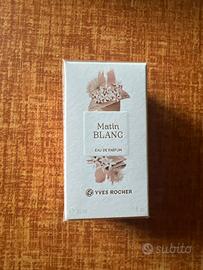 Matin
BLANC
EAU DE PARFUM
YVES ROCHER
subito